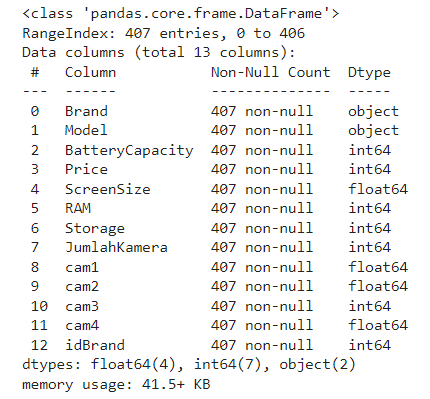 <class 'pandas.core.frame.DataFrame'>
RangeIndex: 407 entries, 0 to 406
Data columns (total 13 columns):
 #   Column           Non-Null Count  Dtype
---  ------           --------------  -----
 0   Brand            407 non-null    object
 1   Model            407 non-null    object
 2   BatteryCapacity  407 non-null    int64
 3   Price            407 non-null    int64
 4   ScreenSize       407 non-null    float64
 5   RAM              407 non-null    int64
 6   Storage          407 non-null    int64
 7   JumlahKamera     407 non-null    int64
 8   cam1             407 non-null    float64
 9   cam2             407 non-null    float64
 10  cam3             407 non-null    int64
 11  cam4             407 non-null    float64
 12  idBrand          407 non-null    int64
dtypes: float64(4), int64(7), object(2)
memory usage: 41.5+ KB